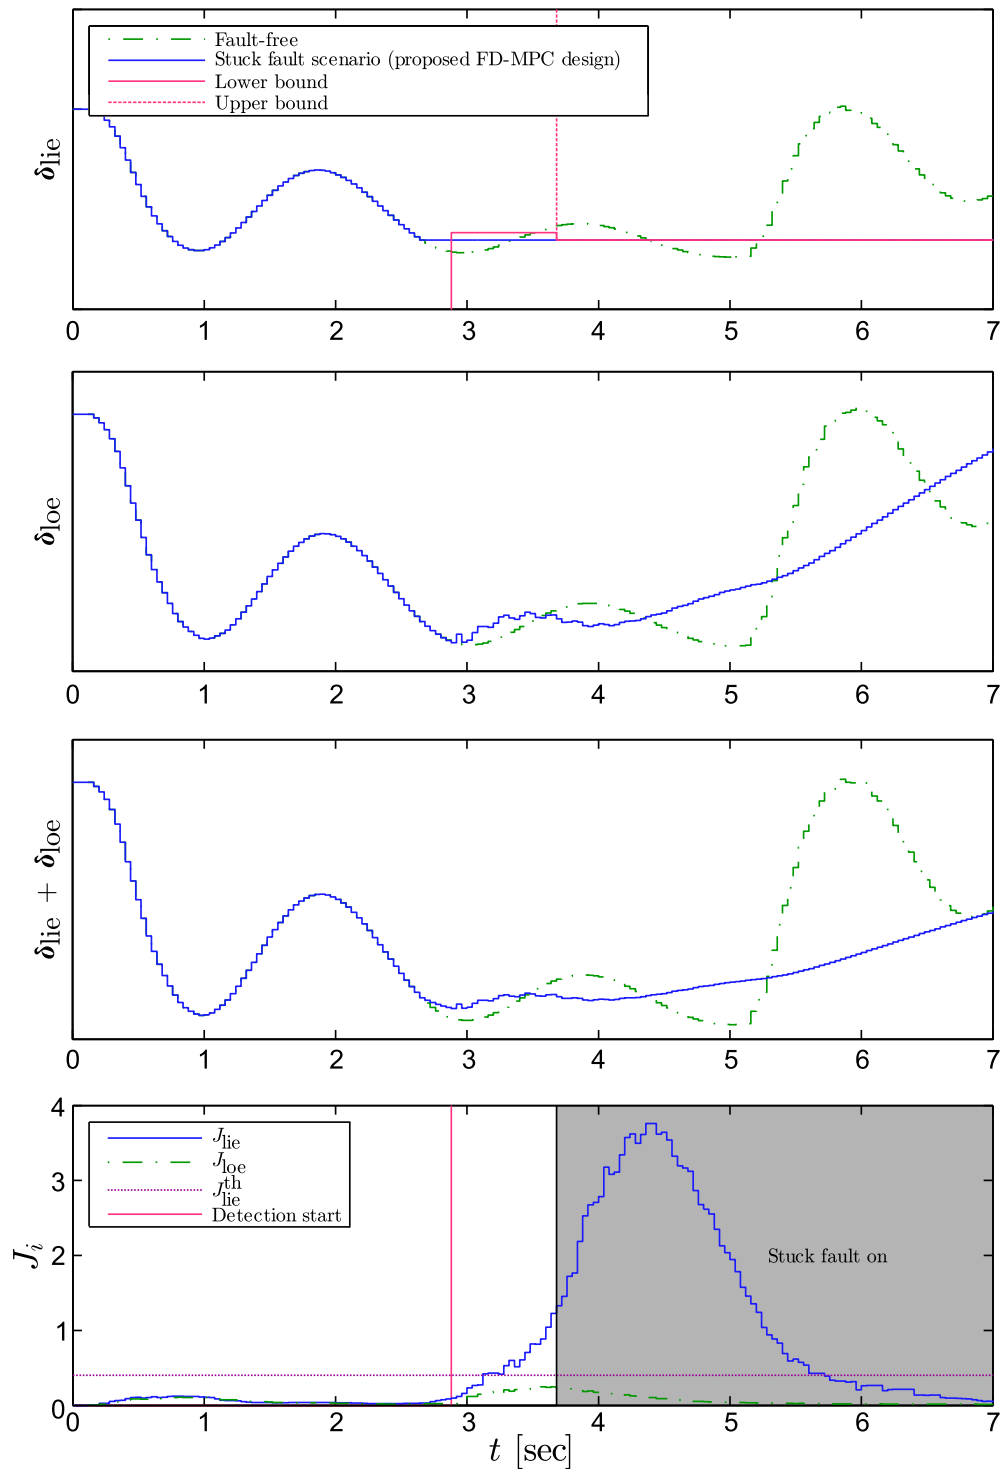 Fault-free
Stuck fault scenario (proposed FD-MPC design)
Lower bound
Upper bound
δlie
0 1 2 3 4 5 6 7
δloe
0 1 2 3 4 5 6 7
δlie + δloe
0 1 2 3 4 5 6 7
4
3
2
1
0
Ji
Jlie
Jloe
Jthlie
Detection start
Stuck fault on
0 1 2 3 4 5 6 7
t [sec]